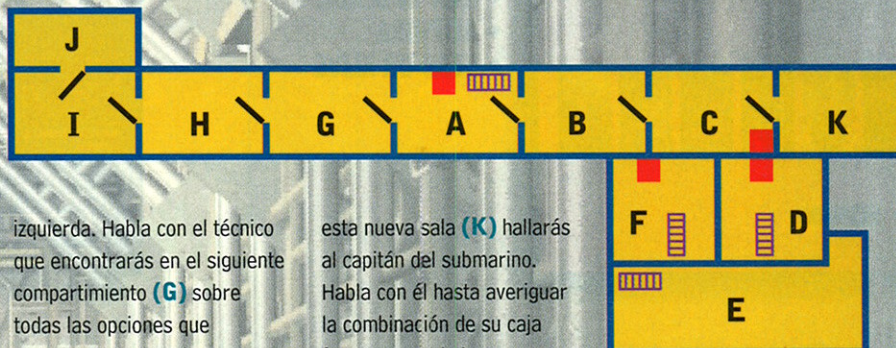 J
I
H
G
A
B
C
K
F
D
E
izquierda. Habla con el técnico
que encontrarás en el siguiente
compartimiento (G) sobre
todas las opciones que
esta nueva sala (K) hallarás
al capitán del submarino.
Habla con él hasta averiguar
la combinación de su caja